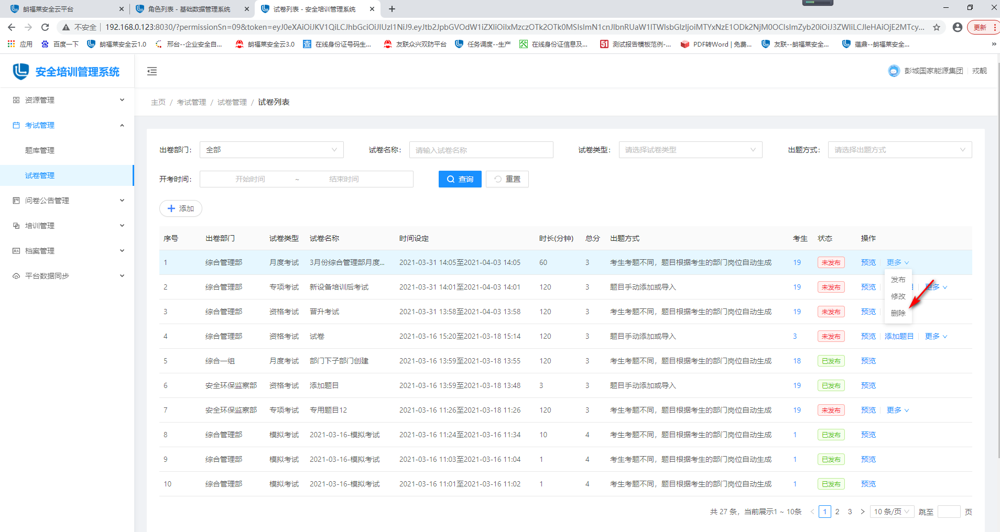 朗福莱安全云平台
角色列表 - 基础数据管理系统
试卷列表 - 安全培训管理系统
不安全 192.168.0.123:8030/?permissionSn=09&token=eyJ0eXAiOiJKV1QiLCJhbGciOiJIUzI1NiJ9.eyJtb2JpbGVOdW1iZXIiOiIxMzczOTk2OTk0MSIsImN1cnJlbnRUaW1lTWlsbGlzIjoiMTYxNzE1ODk2NjM0OCIsImZyb20iOiJ3ZWIiLCJleHAiOjE2MTcy...
更新
应用 百度一下 朗福莱安全云1.0 邢台--企业安全自... 朗福莱安全云3.0 查 在线身份证号码生... 友联众兴双防平台 任务调度--生产 在线身份证信息及... 51 测试报告模板范例-... PDF转Word | 免费... 友联--朗福莱安全... 蕴鼎--朗福莱安全... »
安全培训管理系统
彭城国家能源集团 戎靓
资源管理
考试管理
题库管理
试卷管理
问卷公告管理
培训管理
档案管理
平台数据同步
主页 / 考试管理 / 试卷管理 / 试卷列表
出卷部门: 全部 试卷名称: 请输入试卷名称 试卷类型: 请选择试卷类型 出题方式: 请选择出题方式
开考时间: 开始时间 ~ 结束时间 查询 重置
添加
序号 出卷部门 试卷类型 试卷名称 时间设定 时长(分钟) 总分 出题方式 考生 状态 操作
1 综合管理部 月度考试 3月份综合管理部月度... 2021-03-31 14:05至2021-04-03 14:05 60 3 考生考题不同，题目根据考生的部门岗位自动生成 19 未发布 预览 更多
发布
修改
删除
2 综合管理部 专项考试 新设备培训后考试 2021-03-31 14:01至2021-04-03 14:01 120 3 题目手动添加或导入 19 未发布 预览 更多
3 综合管理部 资格考试 晋升考试 2021-03-31 13:58至2021-04-03 13:58 120 3 考生考题不同，题目根据考生的部门岗位自动生成 19 未发布 预览
4 综合管理部 资格考试 试卷 2021-03-16 15:20至2021-03-18 15:14 120 3 题目手动添加或导入 3 未发布 预览 添加题目 更多
5 综合一组 月度考试 部门下子部门创建 2021-03-16 13:59至2021-03-18 13:55 120 3 考生考题不同，题目根据考生的部门岗位自动生成 18 已发布 预览
6 安全环保监察部 资格考试 添加题目 2021-03-16 13:59至2021-03-18 13:48 3 3 题目手动添加或导入 19 已发布 预览
7 安全环保监察部 专项考试 专用题目12 2021-03-16 11:26至2021-03-18 11:26 120 3 考生考题不同，题目根据考生的部门岗位自动生成 19 未发布 预览 更多
8 综合管理部 模拟考试 2021-03-16-模拟考试 2021-03-16 11:24至2021-03-16 11:34 10 4 考生考题不同，题目根据考生的部门岗位自动生成 1 已发布 预览
9 综合管理部 模拟考试 2021-03-16-模拟考试 2021-03-16 11:03至2021-03-16 11:04 1 4 考生考题不同，题目根据考生的部门岗位自动生成 1 已发布 预览
10 综合管理部 模拟考试 2021-03-16-模拟考试 2021-03-16 11:01至2021-03-16 11:02 1 4 考生考题不同，题目根据考生的部门岗位自动生成 1 已发布 预览
共 27 条，当前展示1 ~ 10条 < 1 2 3 > 10 条/页 跳至 页